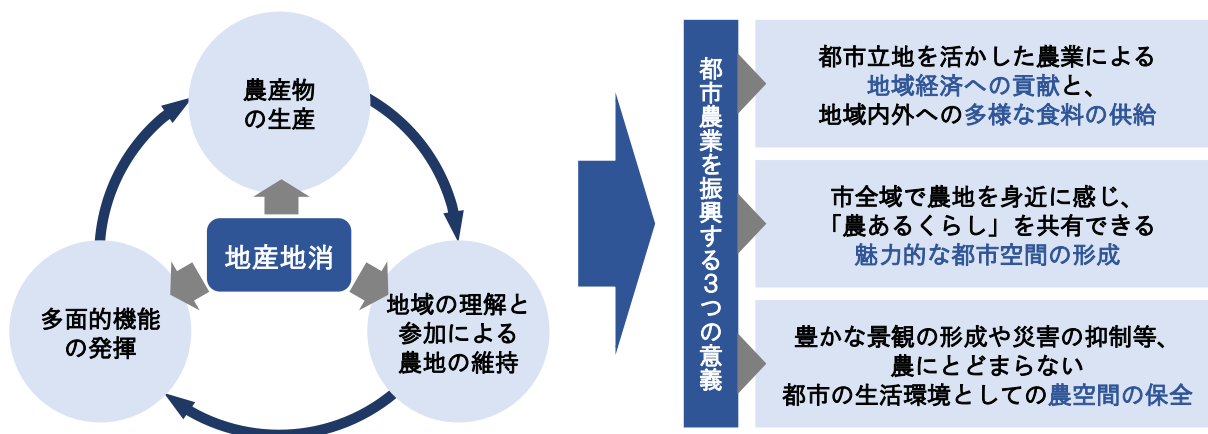 農産物
の生産
地産地消
多面的機能
の発揮
地域の理解と
参加による
農地の維持
都市農業を振興する3つの意義
都市立地を活かした農業による
地域経済への貢献と、
地域内外への多様な食料の供給
市全域で農地を身近に感じ、
「農あるくらし」を共有できる
魅力的な都市空間の形成
豊かな景観の形成や災害の抑制等、
農にとどまらない
都市の生活環境としての農空間の保全